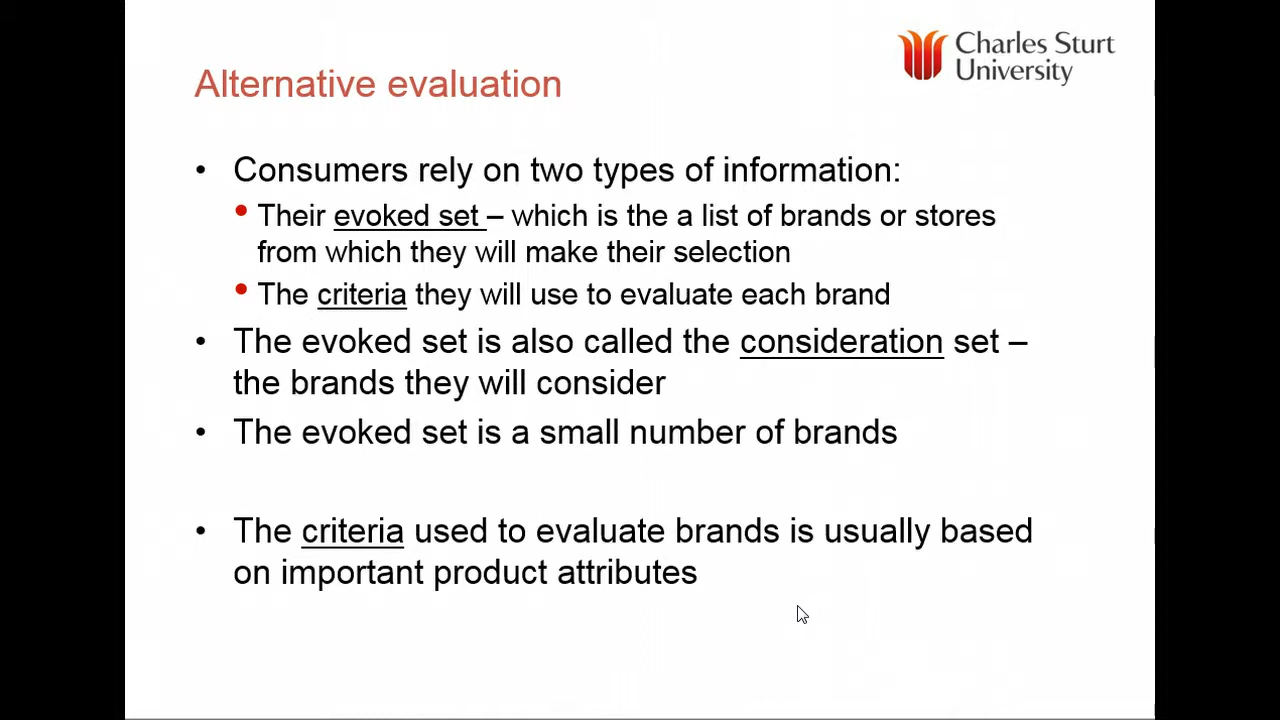 Charles Sturt
University
Alternative evaluation
• Consumers rely on two types of information:
• Their evoked set – which is the a list of brands or stores
from which they will make their selection
• The criteria they will use to evaluate each brand
• The evoked set is also called the consideration set –
the brands they will consider
• The evoked set is a small number of brands
• The criteria used to evaluate brands is usually based
on important product attributes